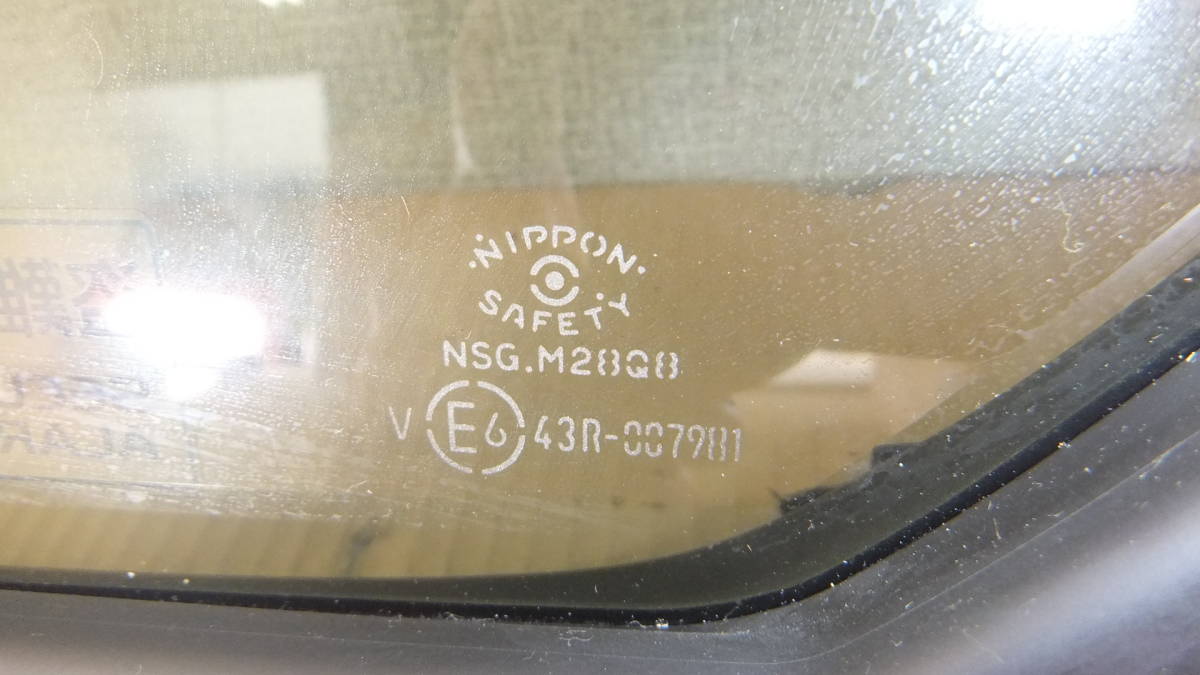 NIPPON
SAFETY
NSG.M28Q8
V E6 43R-007981